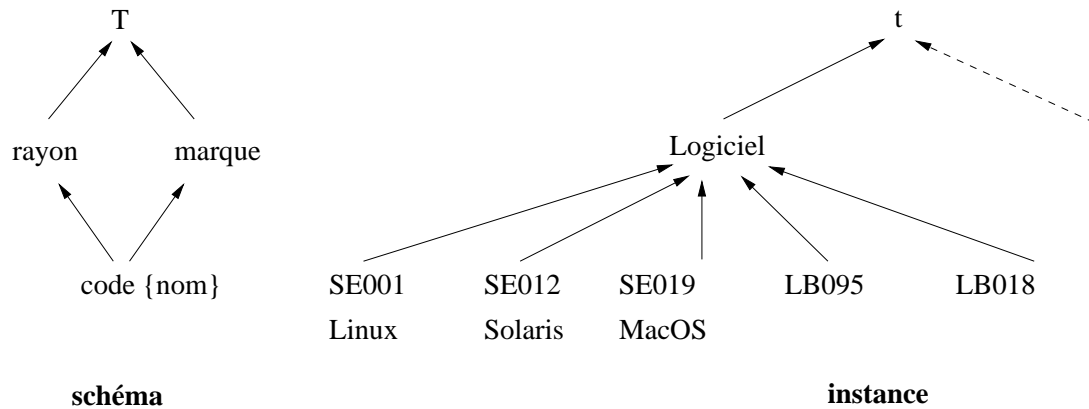 T
t
rayon
marque
Logiciel
code {nom}
SE001
SE012
SE019
LB095
LB018
Linux
Solaris
MacOS
schéma
instance